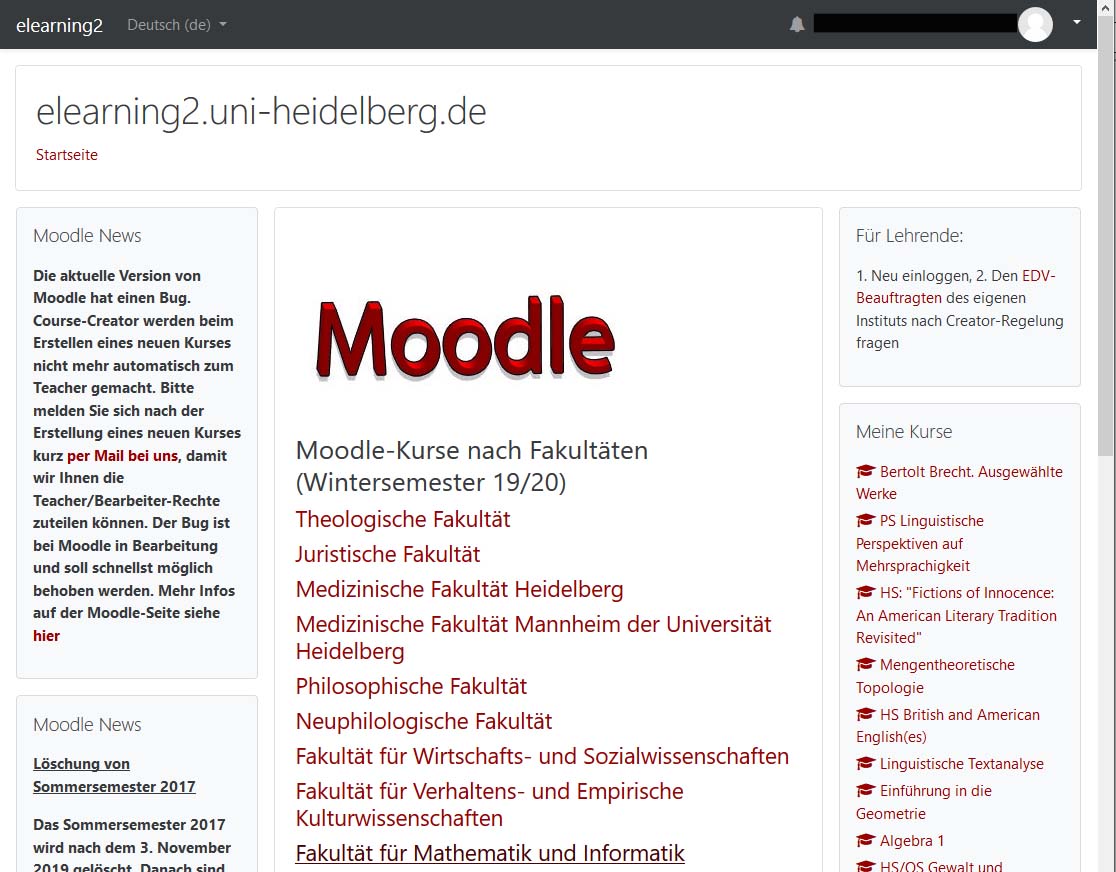 elearning2
Deutsch (de)
elearning2.uni-heidelberg.de
Startseite
Moodle News
Die aktuelle Version von
Moodle hat einen Bug.
Course-Creator werden beim
Erstellen eines neuen Kurses
nicht mehr automatisch zum
Teacher gemacht. Bitte
melden Sie sich nach der
Erstellung eines neuen Kurses
kurz per Mail bei uns, damit
wir Ihnen die
Teacher/Bearbeiter-Rechte
zuteilen können. Der Bug ist
bei Moodle in Bearbeitung
und soll schnellst möglich
behoben werden. Mehr Infos
auf der Moodle-Seite siehe
hier
Moodle News
Löschung von
Sommersemester 2017
Das Sommersemester 2017
wird nach dem 3. November
2019 gelöscht. Danach sind
Moodle
Moodle-Kurse nach Fakultäten
(Wintersemester 19/20)
Theologische Fakultät
Juristische Fakultät
Medizinische Fakultät Heidelberg
Medizinische Fakultät Mannheim der Universität
Heidelberg
Philosophische Fakultät
Neuphilologische Fakultät
Fakultät für Wirtschafts- und Sozialwissenschaften
Fakultät für Verhaltens- und Empirische
Kulturwissenschaften
Fakultät für Mathematik und Informatik
Für Lehrende:
1. Neu einloggen, 2. Den EDV-
Beauftragten des eigenen
Instituts nach Creator-Regelung
fragen
Meine Kurse
Bertolt Brecht. Ausgewählte
Werke
PS Linguistische
Perspektiven auf
Mehrsprachigkeit
HS: "Fictions of Innocence:
An American Literary Tradition
Revisited"
Mengentheoretische
Topologie
HS British and American
English(es)
Linguistische Textanalyse
Einführung in die
Geometrie
Algebra 1
HS/OS Gewalt und